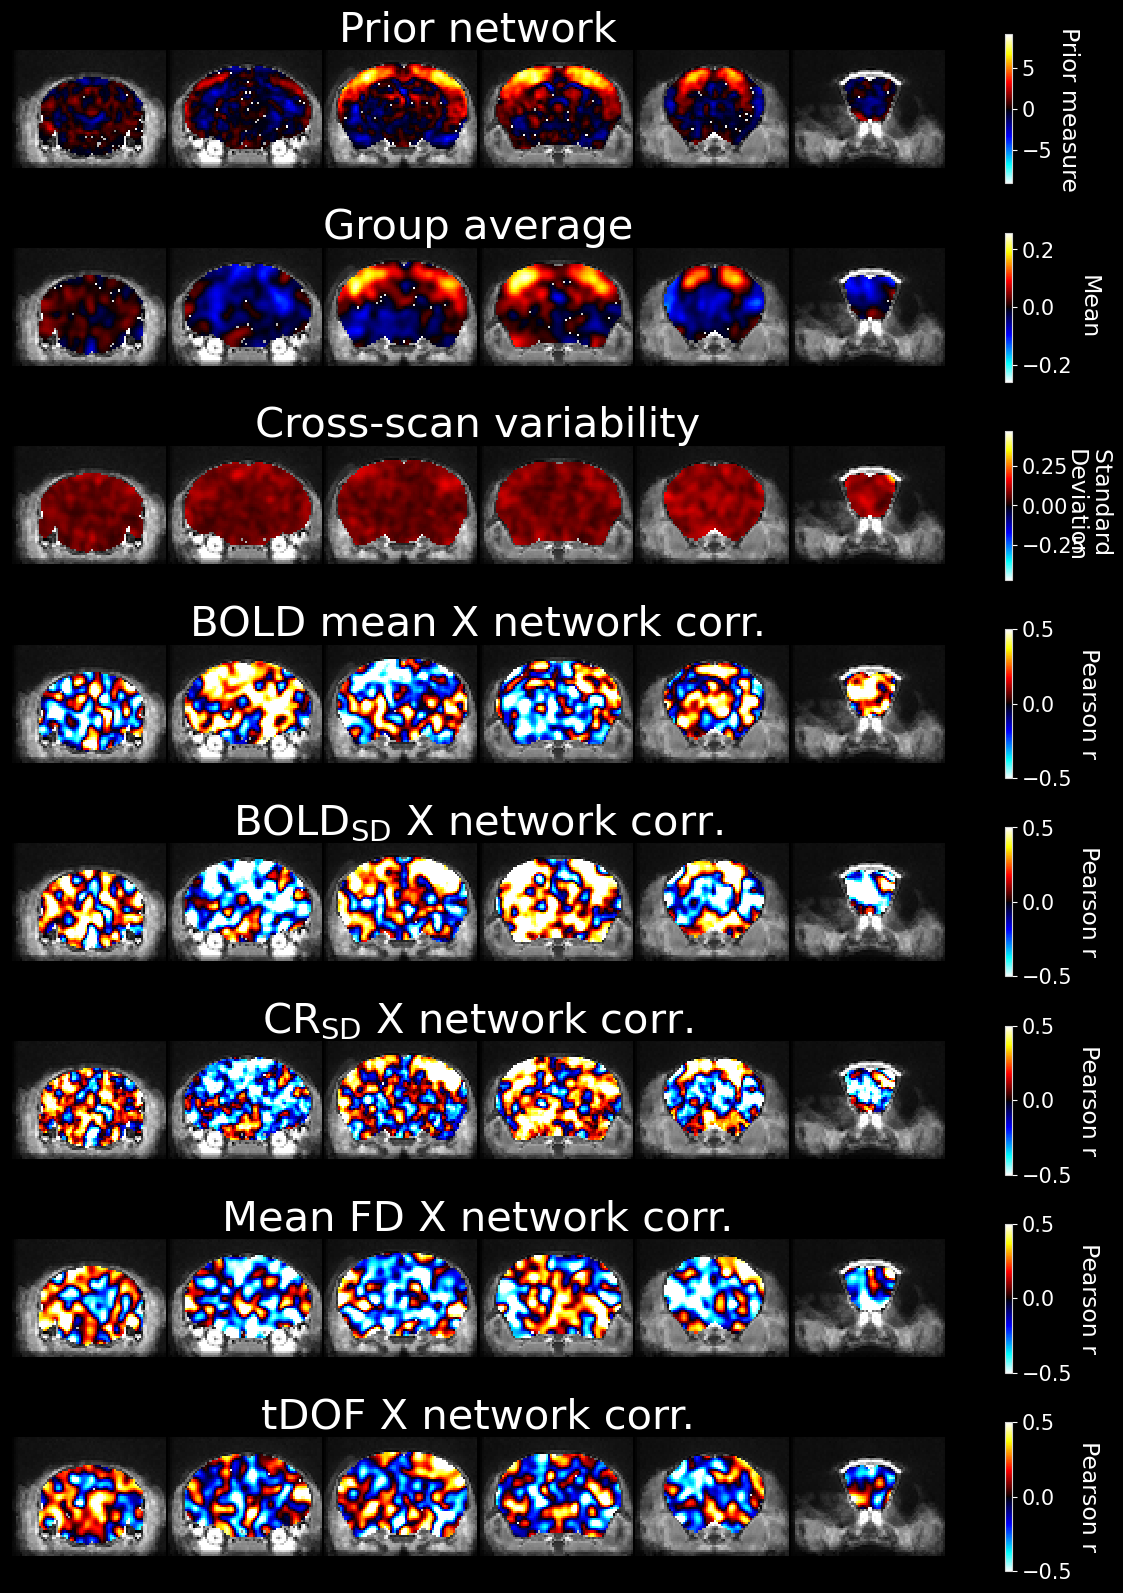 Prior network
5
0
−5
Prior measure
Group average
0.2
0.0
−0.2
Mean
Cross-scan variability
0.25
0.00
−0.25
Standard
Deviation
BOLD mean X network corr.
0.5
0.0
−0.5
Pearson r
BOLDSD X network corr.
0.5
0.0
−0.5
Pearson r
CRSD X network corr.
0.5
0.0
−0.5
Pearson r
Mean FD X network corr.
0.5
0.0
−0.5
Pearson r
tDOF X network corr.
0.5
0.0
−0.5
Pearson r